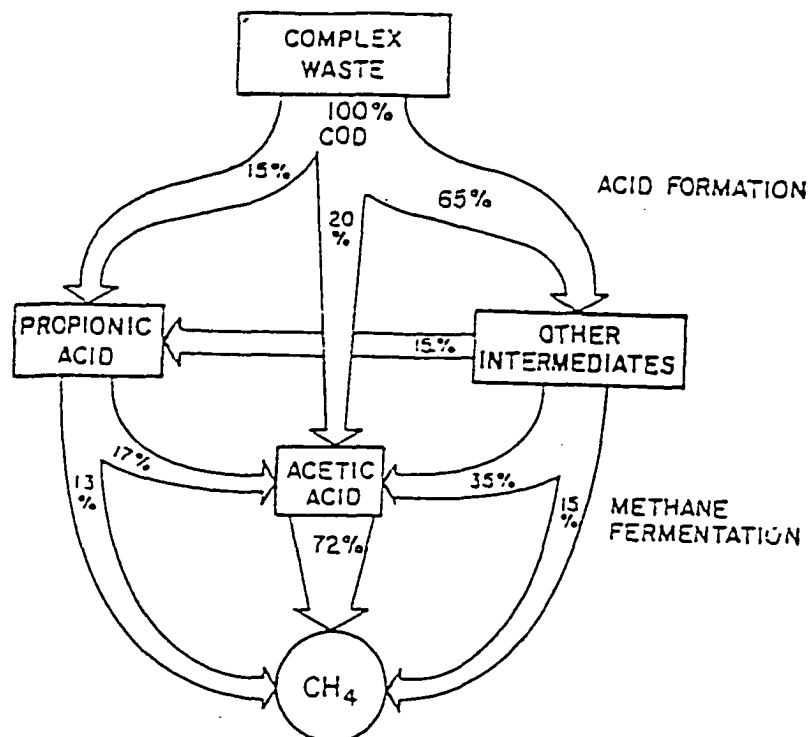 COMPLEX
WASTE
100%
COD
15%
20
%
65%
ACID FORMATION
PROPIONIC
ACID
15%
OTHER
INTERMEDIATES
17%
13
%
ACETIC
ACID
35%
15
%
METHANE
FERMENTATION
72%
CH₄